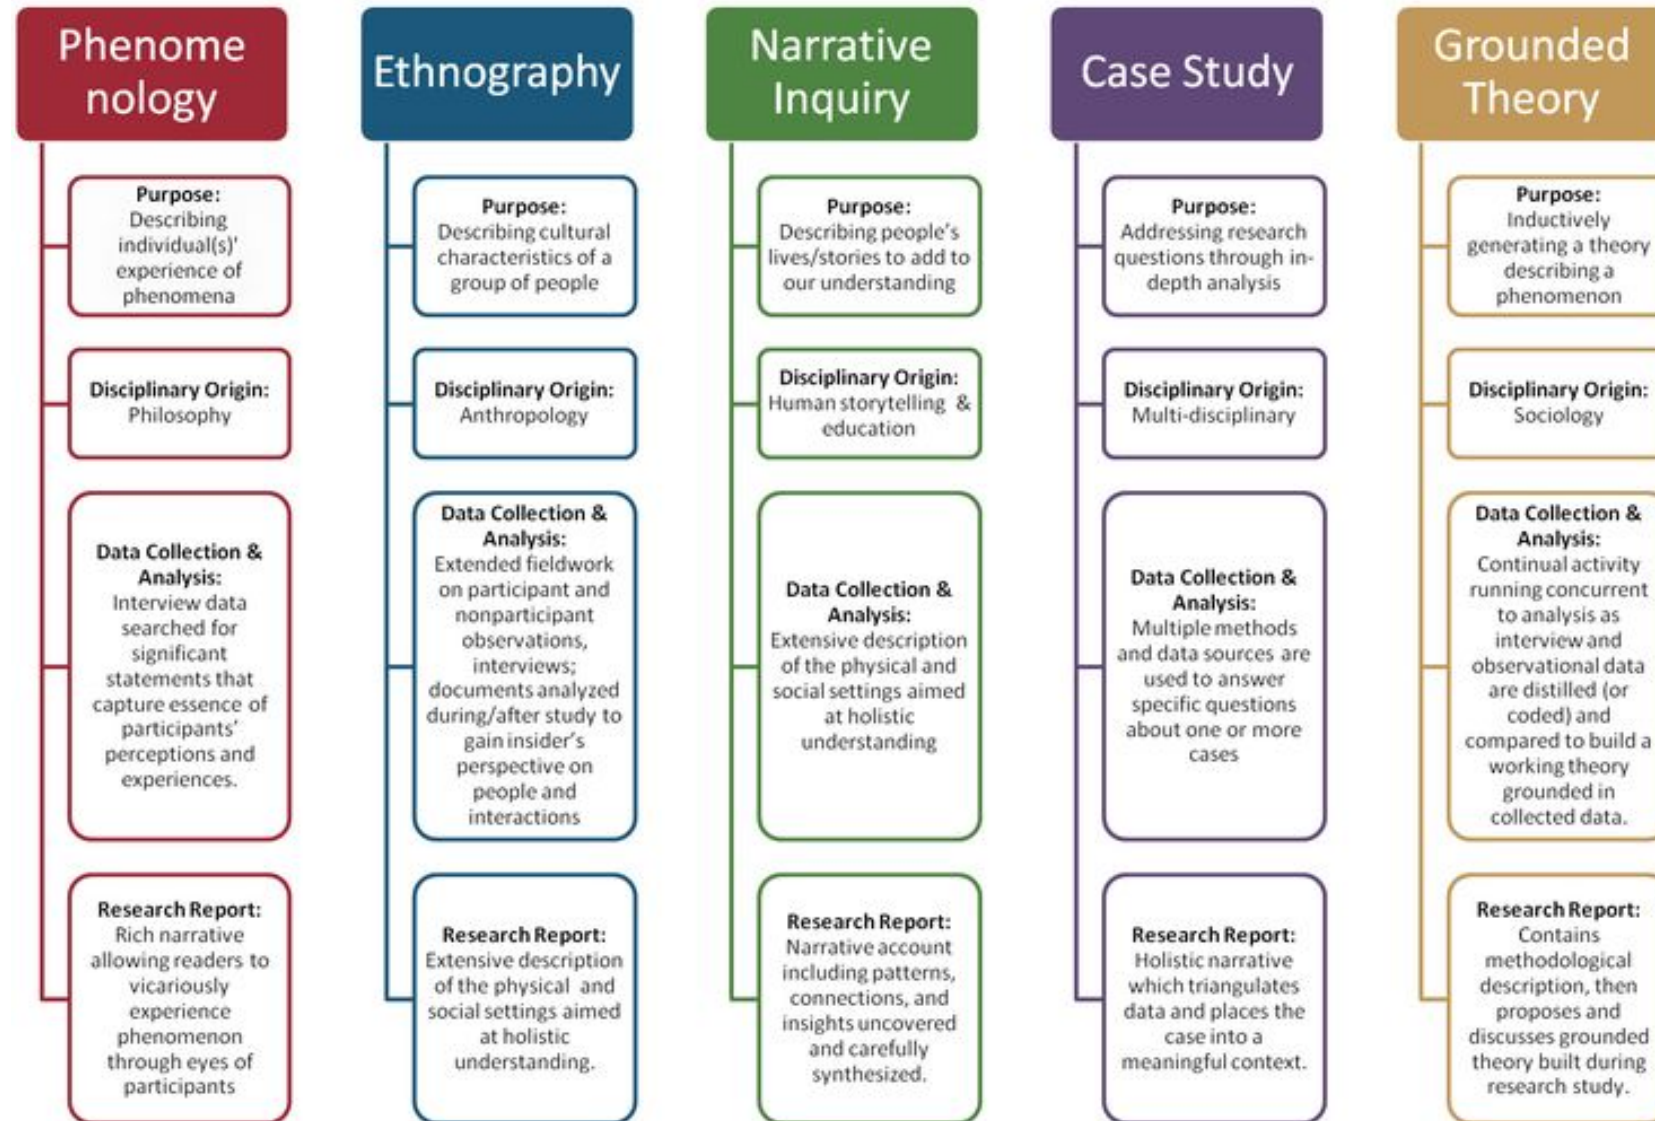 Phenome
nology
Purpose:
Describing
individual(s)'
experience of
phenomena
Disciplinary Origin:
Philosophy
Data Collection &
Analysis:
Interview data
searched for
significant
statements that
capture essence of
participants'
perceptions and
experiences.
Research Report:
Rich narrative
allowing readers to
vicariously
experience
phenomenon
through eyes of
participants
Ethnography
Purpose:
Describing cultural
characteristics of a
group of people
Disciplinary Origin:
Anthropology
Data Collection &
Analysis:
Extended fieldwork
on participant and
nonparticipant
observations,
interviews;
documents analyzed
during/after study to
gain insider's
perspective on
people and
interactions
Research Report:
Extensive description
of the physical and
social settings aimed
at holistic
understanding.
Narrative
Inquiry
Purpose:
Describing people's
lives/stories to add to
our understanding
Disciplinary Origin:
Human storytelling &
education
Data Collection &
Analysis:
Extensive description
of the physical and
social settings aimed
at holistic
understanding
Research Report:
Narrative account
including patterns,
connections, and
insights uncovered
and carefully
synthesized.
Case Study
Purpose:
Addressing research
questions through in-
depth analysis
Disciplinary Origin:
Multi-disciplinary
Data Collection &
Analysis:
Multiple methods
and data sources are
used to answer
specific questions
about one or more
cases
Research Report:
Holistic narrative
which triangulates
data and places the
case into a
meaningful context.
Grounded
Theory
Purpose:
Inductively
generating a theory
describing a
phenomenon
Disciplinary Origin:
Sociology
Data Collection &
Analysis:
Continual activity
running concurrent
to analysis as
interview and
observational data
are distilled (or
coded) and
compared to build a
working theory
grounded in
collected data.
Research Report:
Contains
methodological
description, then
proposes and
discusses grounded
theory built during
research study.